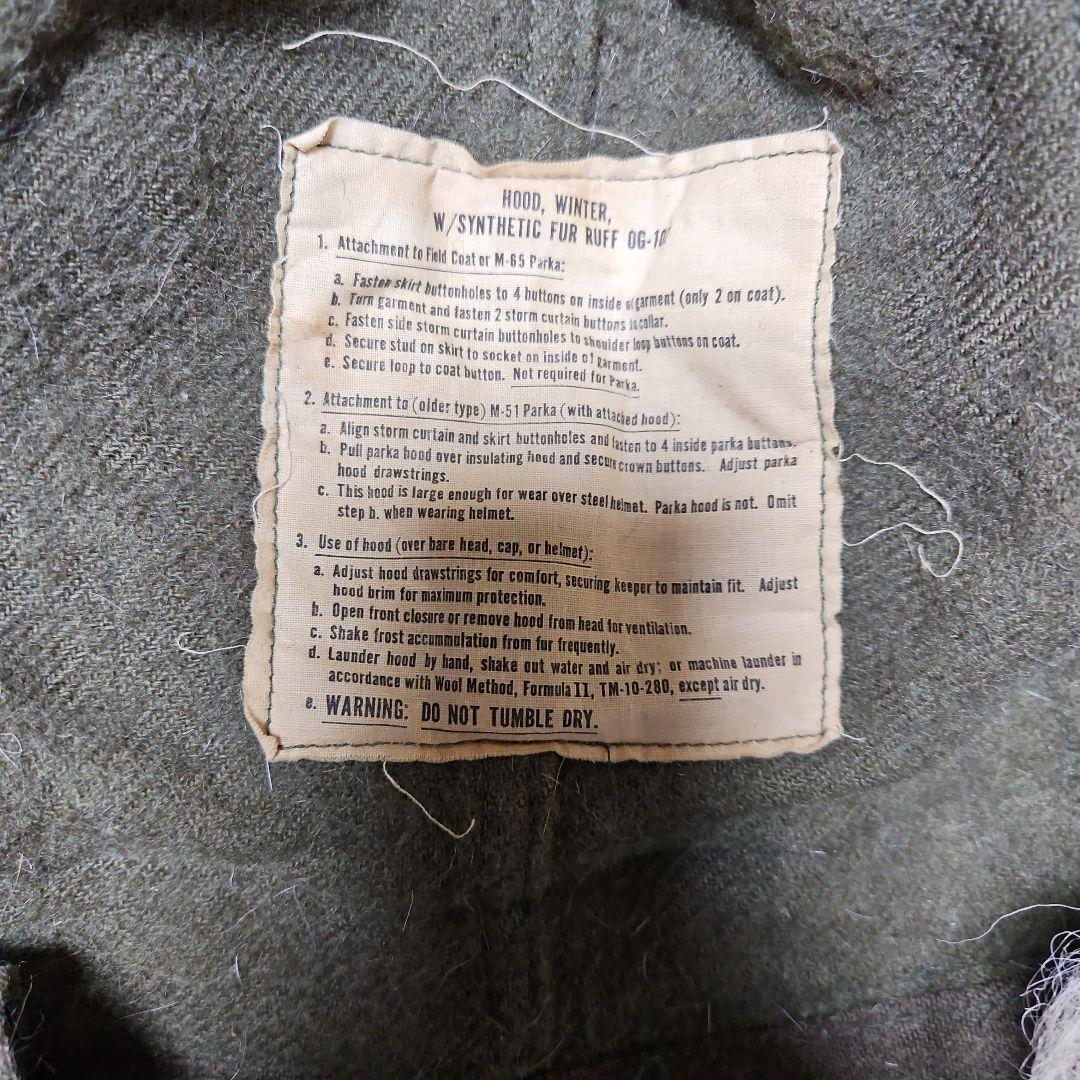 HOOD, WINTER,
W/SYNTHETIC FUR RUFF OG-10
1. Attachment to Field Coat or M-65 Parka:
a. Fasten skirt buttonholes to 4 buttons on inside of garment (only 2 on coat).
b. Turn garment and fasten 2 storm curtain buttons to collar.
c. Fasten side storm curtain buttonholes to shoulder loop buttons on coat.
d. Secure stud on skirt to socket on inside of garment.
e. Secure loop to coat button. Not required for Parka.
2. Attachment to (older type) M-51 Parka (with attached hood):
a. Align storm curtain and skirt buttonholes and fasten to 4 inside parka buttons.
b. Pull parka hood over insulating hood and secure crown buttons. Adjust parka
hood drawstrings.
c. This hood is large enough for wear over steel helmet. Parka hood is not. Omit
step b. when wearing helmet.
3. Use of hood (over bare head, cap, or helmet):
a. Adjust hood drawstrings for comfort, securing keeper to maintain fit. Adjust
hood brim for maximum protection.
b. Open front closure or remove hood from head for ventilation.
c. Shake frost accummulation from fur frequently.
d. Launder hood by hand, shake out water and air dry; or machine launder in
accordance with Wool Method, Formula II, TM-10-280, except air dry.
e. WARNING: DO NOT TUMBLE DRY.